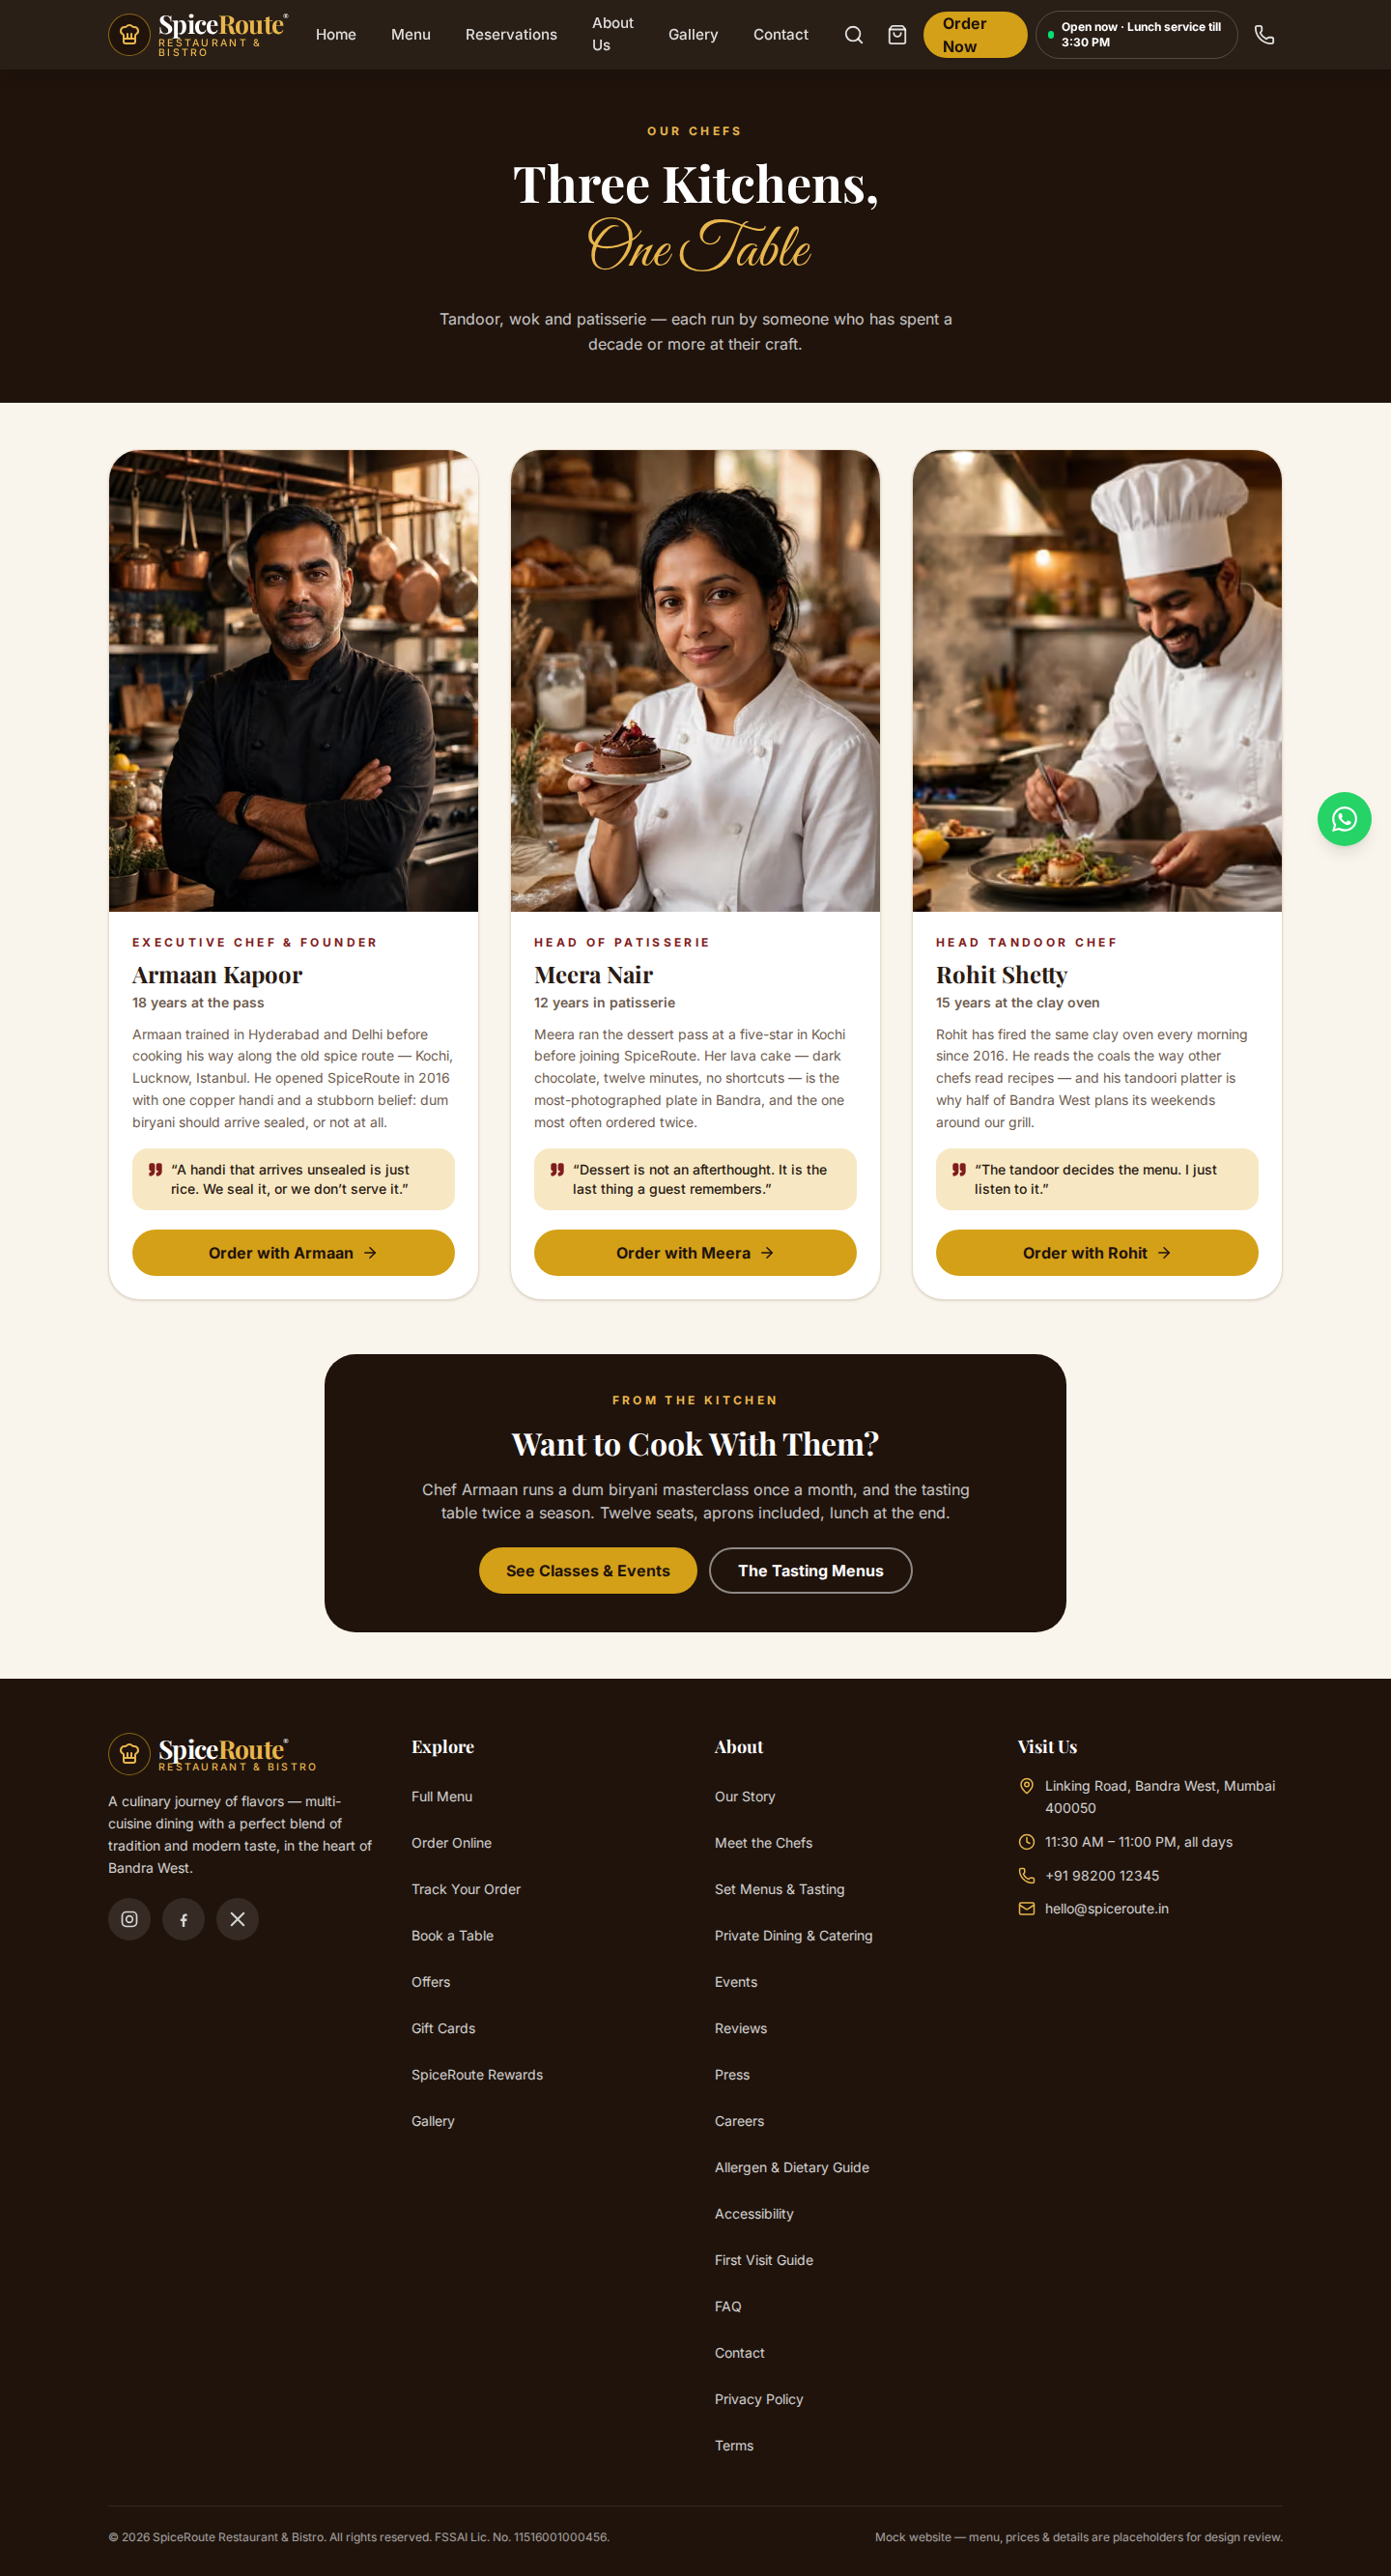 SpiceRoute®
RESTAURANT &
BISTRO
Home
Menu
Reservations
About
Us
Gallery
Contact
Order
Now
Open now · Lunch service till
3:30 PM
OUR CHEFS
Three Kitchens,
One Table
Tandoor, wok and patisserie — each run by someone who has spent a
decade or more at their craft.
EXECUTIVE CHEF & FOUNDER
Armaan Kapoor
18 years at the pass
Armaan trained in Hyderabad and Delhi before
cooking his way along the old spice route — Kochi,
Lucknow, Istanbul. He opened SpiceRoute in 2016
with one copper handi and a stubborn belief: dum
biryani should arrive sealed, or not at all.
“A handi that arrives unsealed is just
rice. We seal it, or we don’t serve it.”
Order with Armaan
HEAD OF PATISSERIE
Meera Nair
12 years in patisserie
Meera ran the dessert pass at a five-star in Kochi
before joining SpiceRoute. Her lava cake — dark
chocolate, twelve minutes, no shortcuts — is the
most-photographed plate in Bandra, and the one
most often ordered twice.
“Dessert is not an afterthought. It is the
last thing a guest remembers.”
Order with Meera
HEAD TANDOOR CHEF
Rohit Shetty
15 years at the clay oven
Rohit has fired the same clay oven every morning
since 2016. He reads the coals the way other
chefs read recipes — and his tandoori platter is
why half of Bandra West plans its weekends
around our grill.
“The tandoor decides the menu. I just
listen to it.”
Order with Rohit
FROM THE KITCHEN
Want to Cook With Them?
Chef Armaan runs a dum biryani masterclass once a month, and the tasting
table twice a season. Twelve seats, aprons included, lunch at the end.
See Classes & Events
The Tasting Menus
SpiceRoute®
RESTAURANT & BISTRO
A culinary journey of flavors — multi-
cuisine dining with a perfect blend of
tradition and modern taste, in the heart of
Bandra West.
Explore
Full Menu
Order Online
Track Your Order
Book a Table
Offers
Gift Cards
SpiceRoute Rewards
Gallery
About
Our Story
Meet the Chefs
Set Menus & Tasting
Private Dining & Catering
Events
Reviews
Press
Careers
Allergen & Dietary Guide
Accessibility
First Visit Guide
FAQ
Contact
Privacy Policy
Terms
Visit Us
Linking Road, Bandra West, Mumbai
400050
11:30 AM – 11:00 PM, all days
+91 98200 12345
hello@spiceroute.in
© 2026 SpiceRoute Restaurant & Bistro. All rights reserved. FSSAI Lic. No. 11516001000456.
Mock website — menu, prices & details are placeholders for design review.